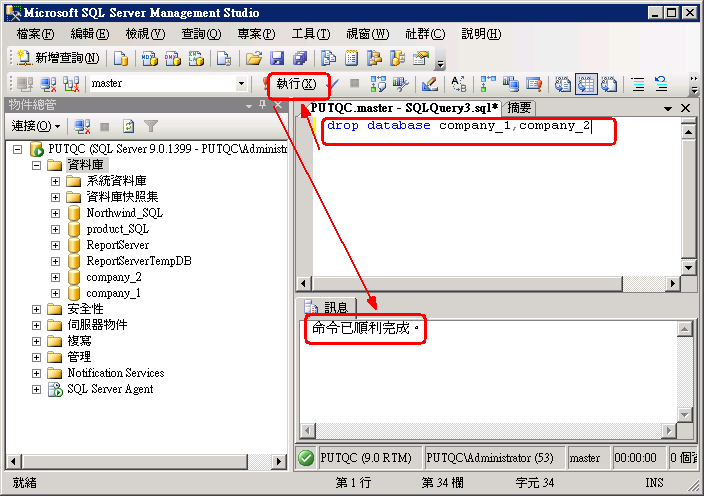 Microsoft SQL Server Management Studio
檔案(F) 編輯(E) 檢視(V) 查詢(Q) 專案(P) 工具(T) 視窗(W) 社群(C) 說明(H)
新增查詢(N)
master 執行(X)
物件總管
連接(O)
PUTQC (SQL Server 9.0.1399 - PUTQC\Administr
資料庫
系統資料庫
資料庫快照集
Northwind_SQL
product_SQL
ReportServer
ReportServerTempDB
company_2
company_1
安全性
伺服器物件
複寫
管理
Notification Services
SQL Server Agent
PUTQC.master - SQLQuery3.sql* 摘要
drop database company_1,company_2
訊息
命令已順利完成。
PUTQC (9.0 RTM) PUTQC\Administrator (53) master 00:00:00 0 個
就緒 第 1 行 第 34 欄 字元 34 INS